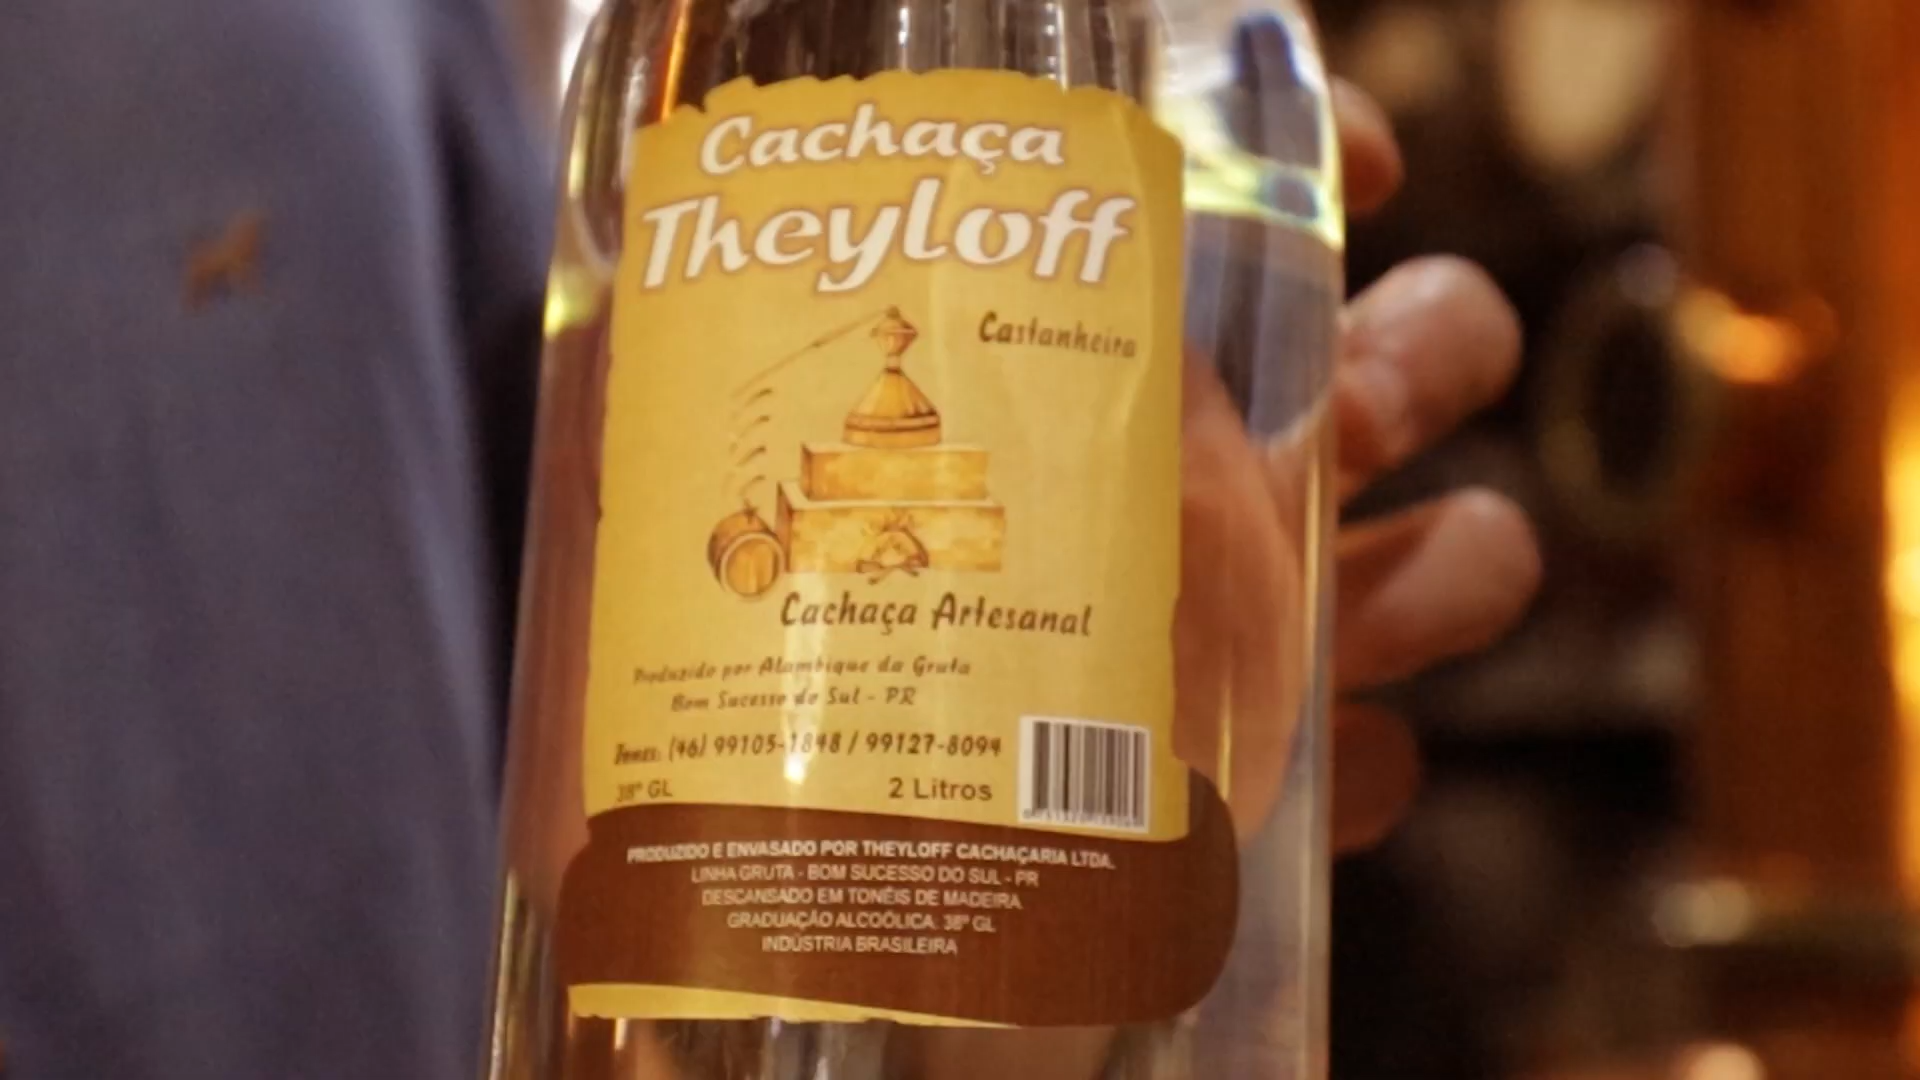 Cachaça
Theyloff
Castanheira
Cachaça Artesanal
Produzido por Alambique da Gruta
Bom Sucesso do Sul - PR
Fones: (46) 99105-1848 / 99127-8094
38º GL
2 Litros
PRODUZIDO E ENVASADO POR THEYLOFF CACHAÇARIA LTDA.
LINHA GRUTA - BOM SUCESSO DO SUL - PR
DESCANSADO EM TONÉIS DE MADEIRA
GRADUAÇÃO ALCOÓLICA. 38º GL
INDÚSTRIA BRASILEIRA